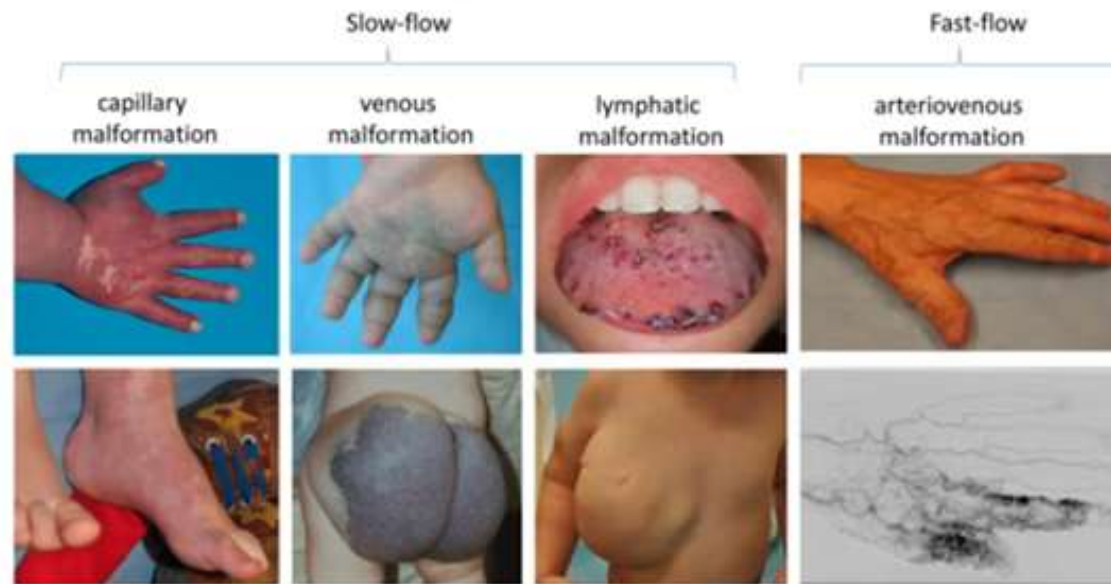 Slow-flow
Fast-flow
capillary
malformation
venous
malformation
lymphatic
malformation
arteriovenous
malformation